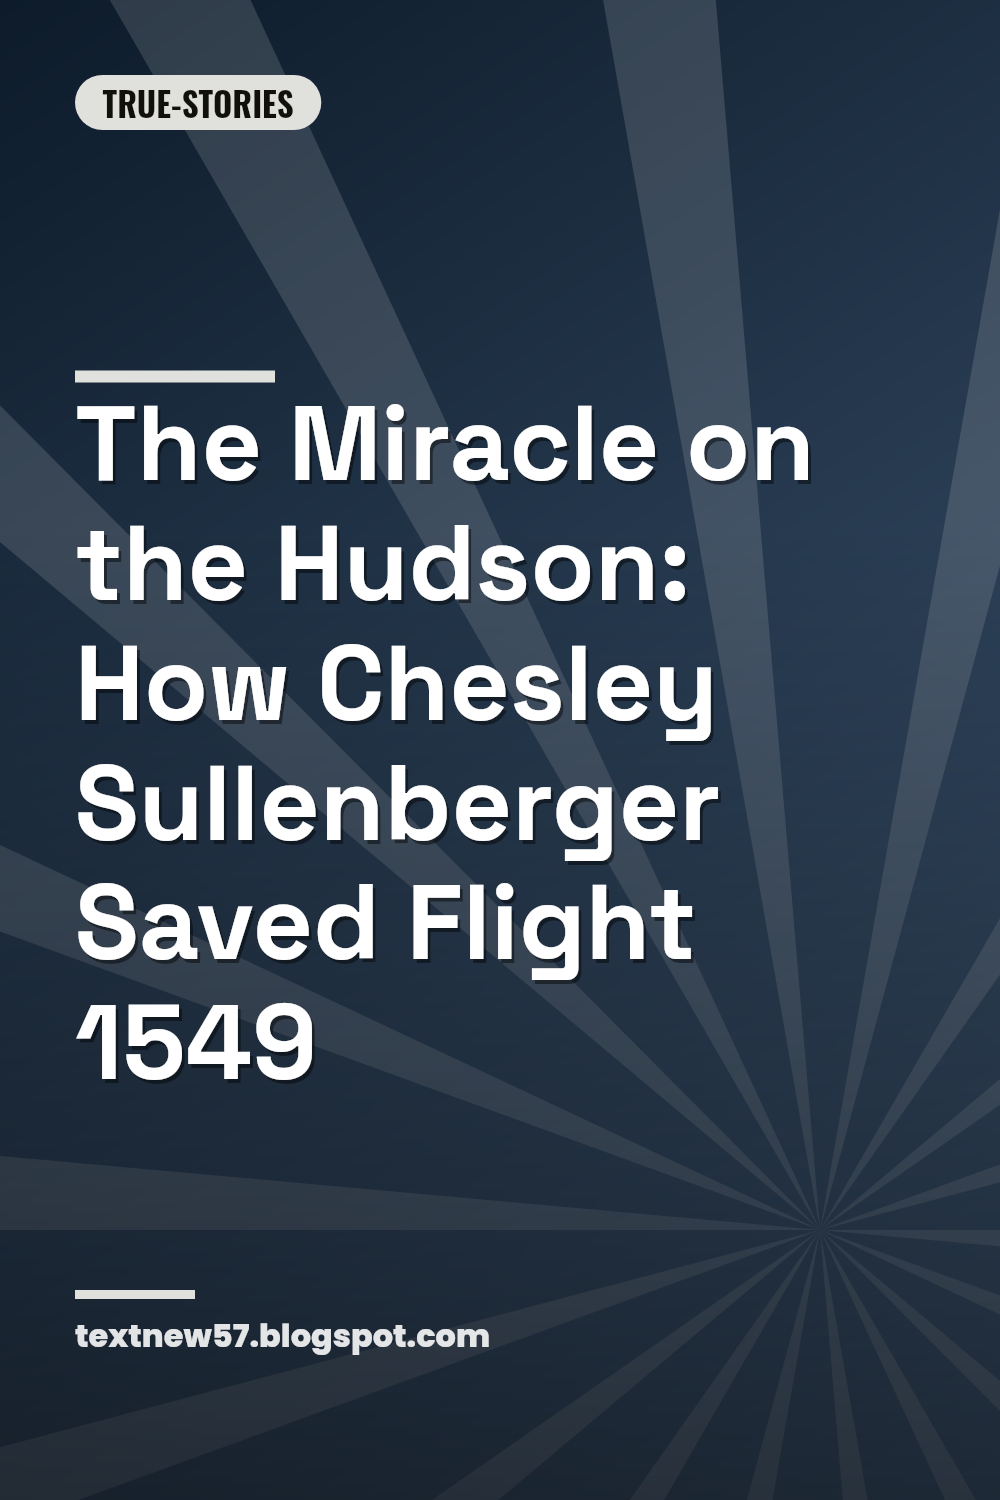 TRUE-STORIES
The Miracle on
the Hudson:
How Chesley
Sullenberger
Saved Flight
1549
textnew57.blogspot.com